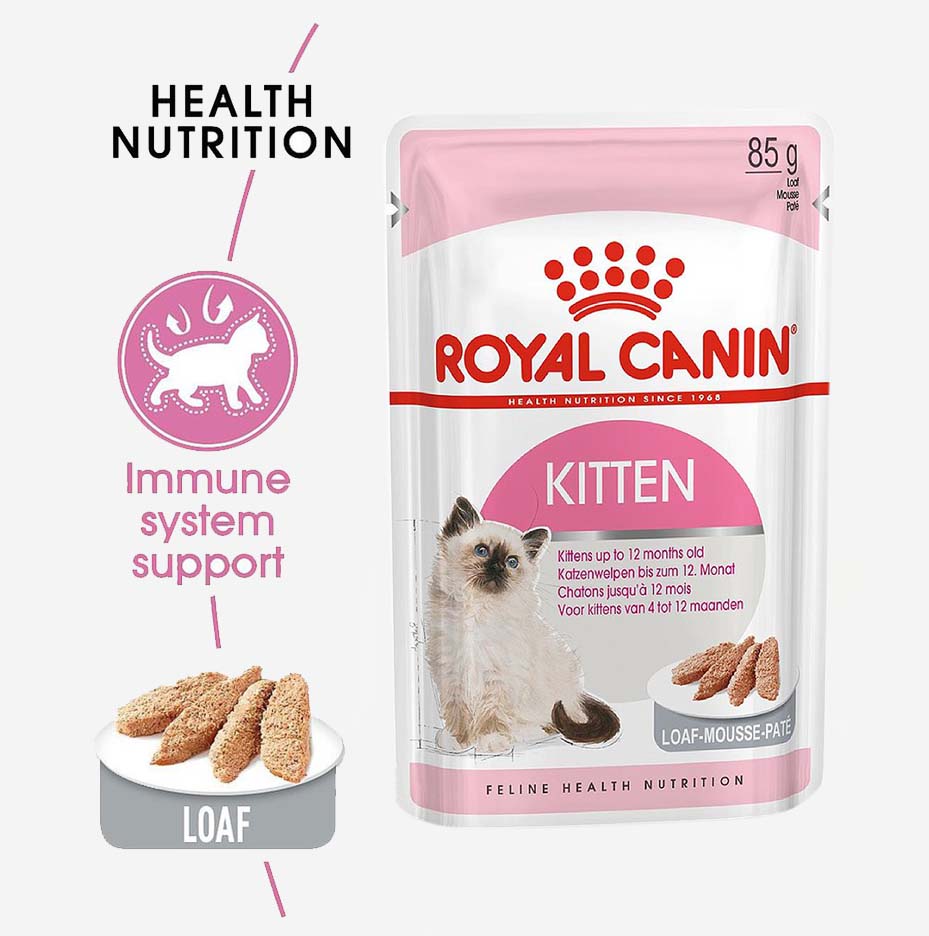 HEALTH
NUTRITION
Immune
system
support
LOAF
85 g
Loaf
Mousse
Paté
ROYAL CANIN®
HEALTH NUTRITION SINCE 1968
KITTEN
Kittens up to 12 months old
Katzenwelpen bis zum 12. Monat
Chatons jusqu'à 12 mois
Voor kittens van 4 tot 12 maanden
LOAF-MOUSSE-PATÉ
FELINE HEALTH NUTRITION